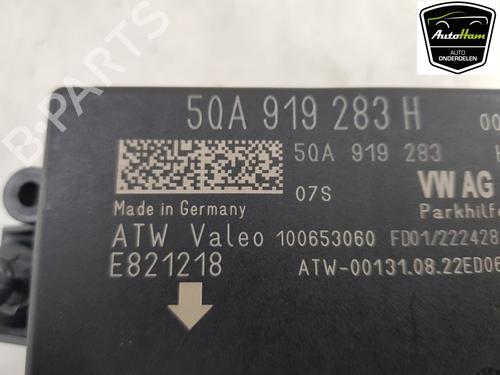 AutoHam
AUTO
ONDERDELEN
B-PARTS
5QA 919 283 H
00
5QA 919 283
07S
VW AG
Made in Germany
Parkhilfe
ATW Valeo 100653060 FD01/222428
E821218
ATW-00131.08.22ED06